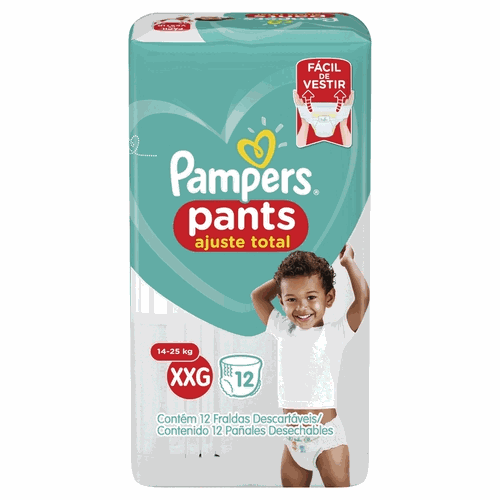 FÁCIL
DE
VESTIR
Pampers®
pants
ajuste total
14-25 kg
XXG
12
Contém 12 Fraldas Descartáveis/
Contenido 12 Pañales Desechables